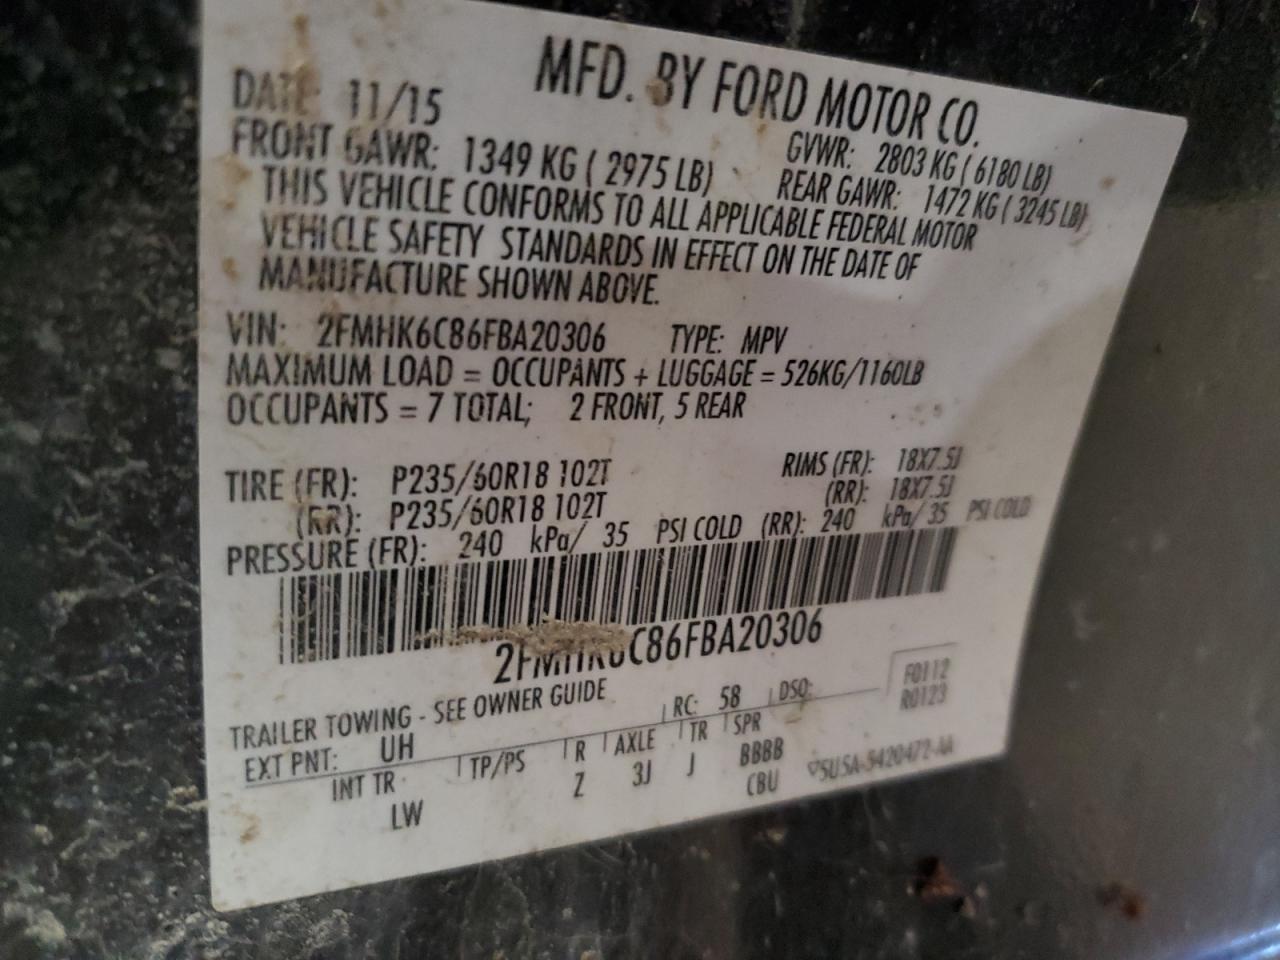 MFD. BY FORD MOTOR CO.
DATE 11/15 GVWR: 2803 KG ( 6180 LB)
FRONT GAWR: 1349 KG ( 2975 LB) REAR GAWR: 1472 KG ( 3245 LB)
THIS VEHICLE CONFORMS TO ALL APPLICABLE FEDERAL MOTOR
VEHICLE SAFETY STANDARDS IN EFFECT ON THE DATE OF
MANUFACTURE SHOWN ABOVE.
VIN: 2FMHK6C86FBA20306 TYPE: MPV
MAXIMUM LOAD = OCCUPANTS + LUGGAGE = 526KG/1160LB
OCCUPANTS = 7 TOTAL; 2 FRONT, 5 REAR
TIRE (FR): P235/60R18 102T RIMS (FR): 18X7.5J
(RR): P235/60R18 102T (RR): 18X7.5J
PRESSURE (FR): 240 kPa/ 35 PSI COLD (RR): 240 kPa/ 35 PSI COLD
2FMHK6C86FBA20306
TRAILER TOWING - SEE OWNER GUIDE
F0112
R0123
EXT PNT: UH RC: 58 DSO:
INT TR TP/PS R AXLE TR SPR
LW Z 3J J BBBB
CBU